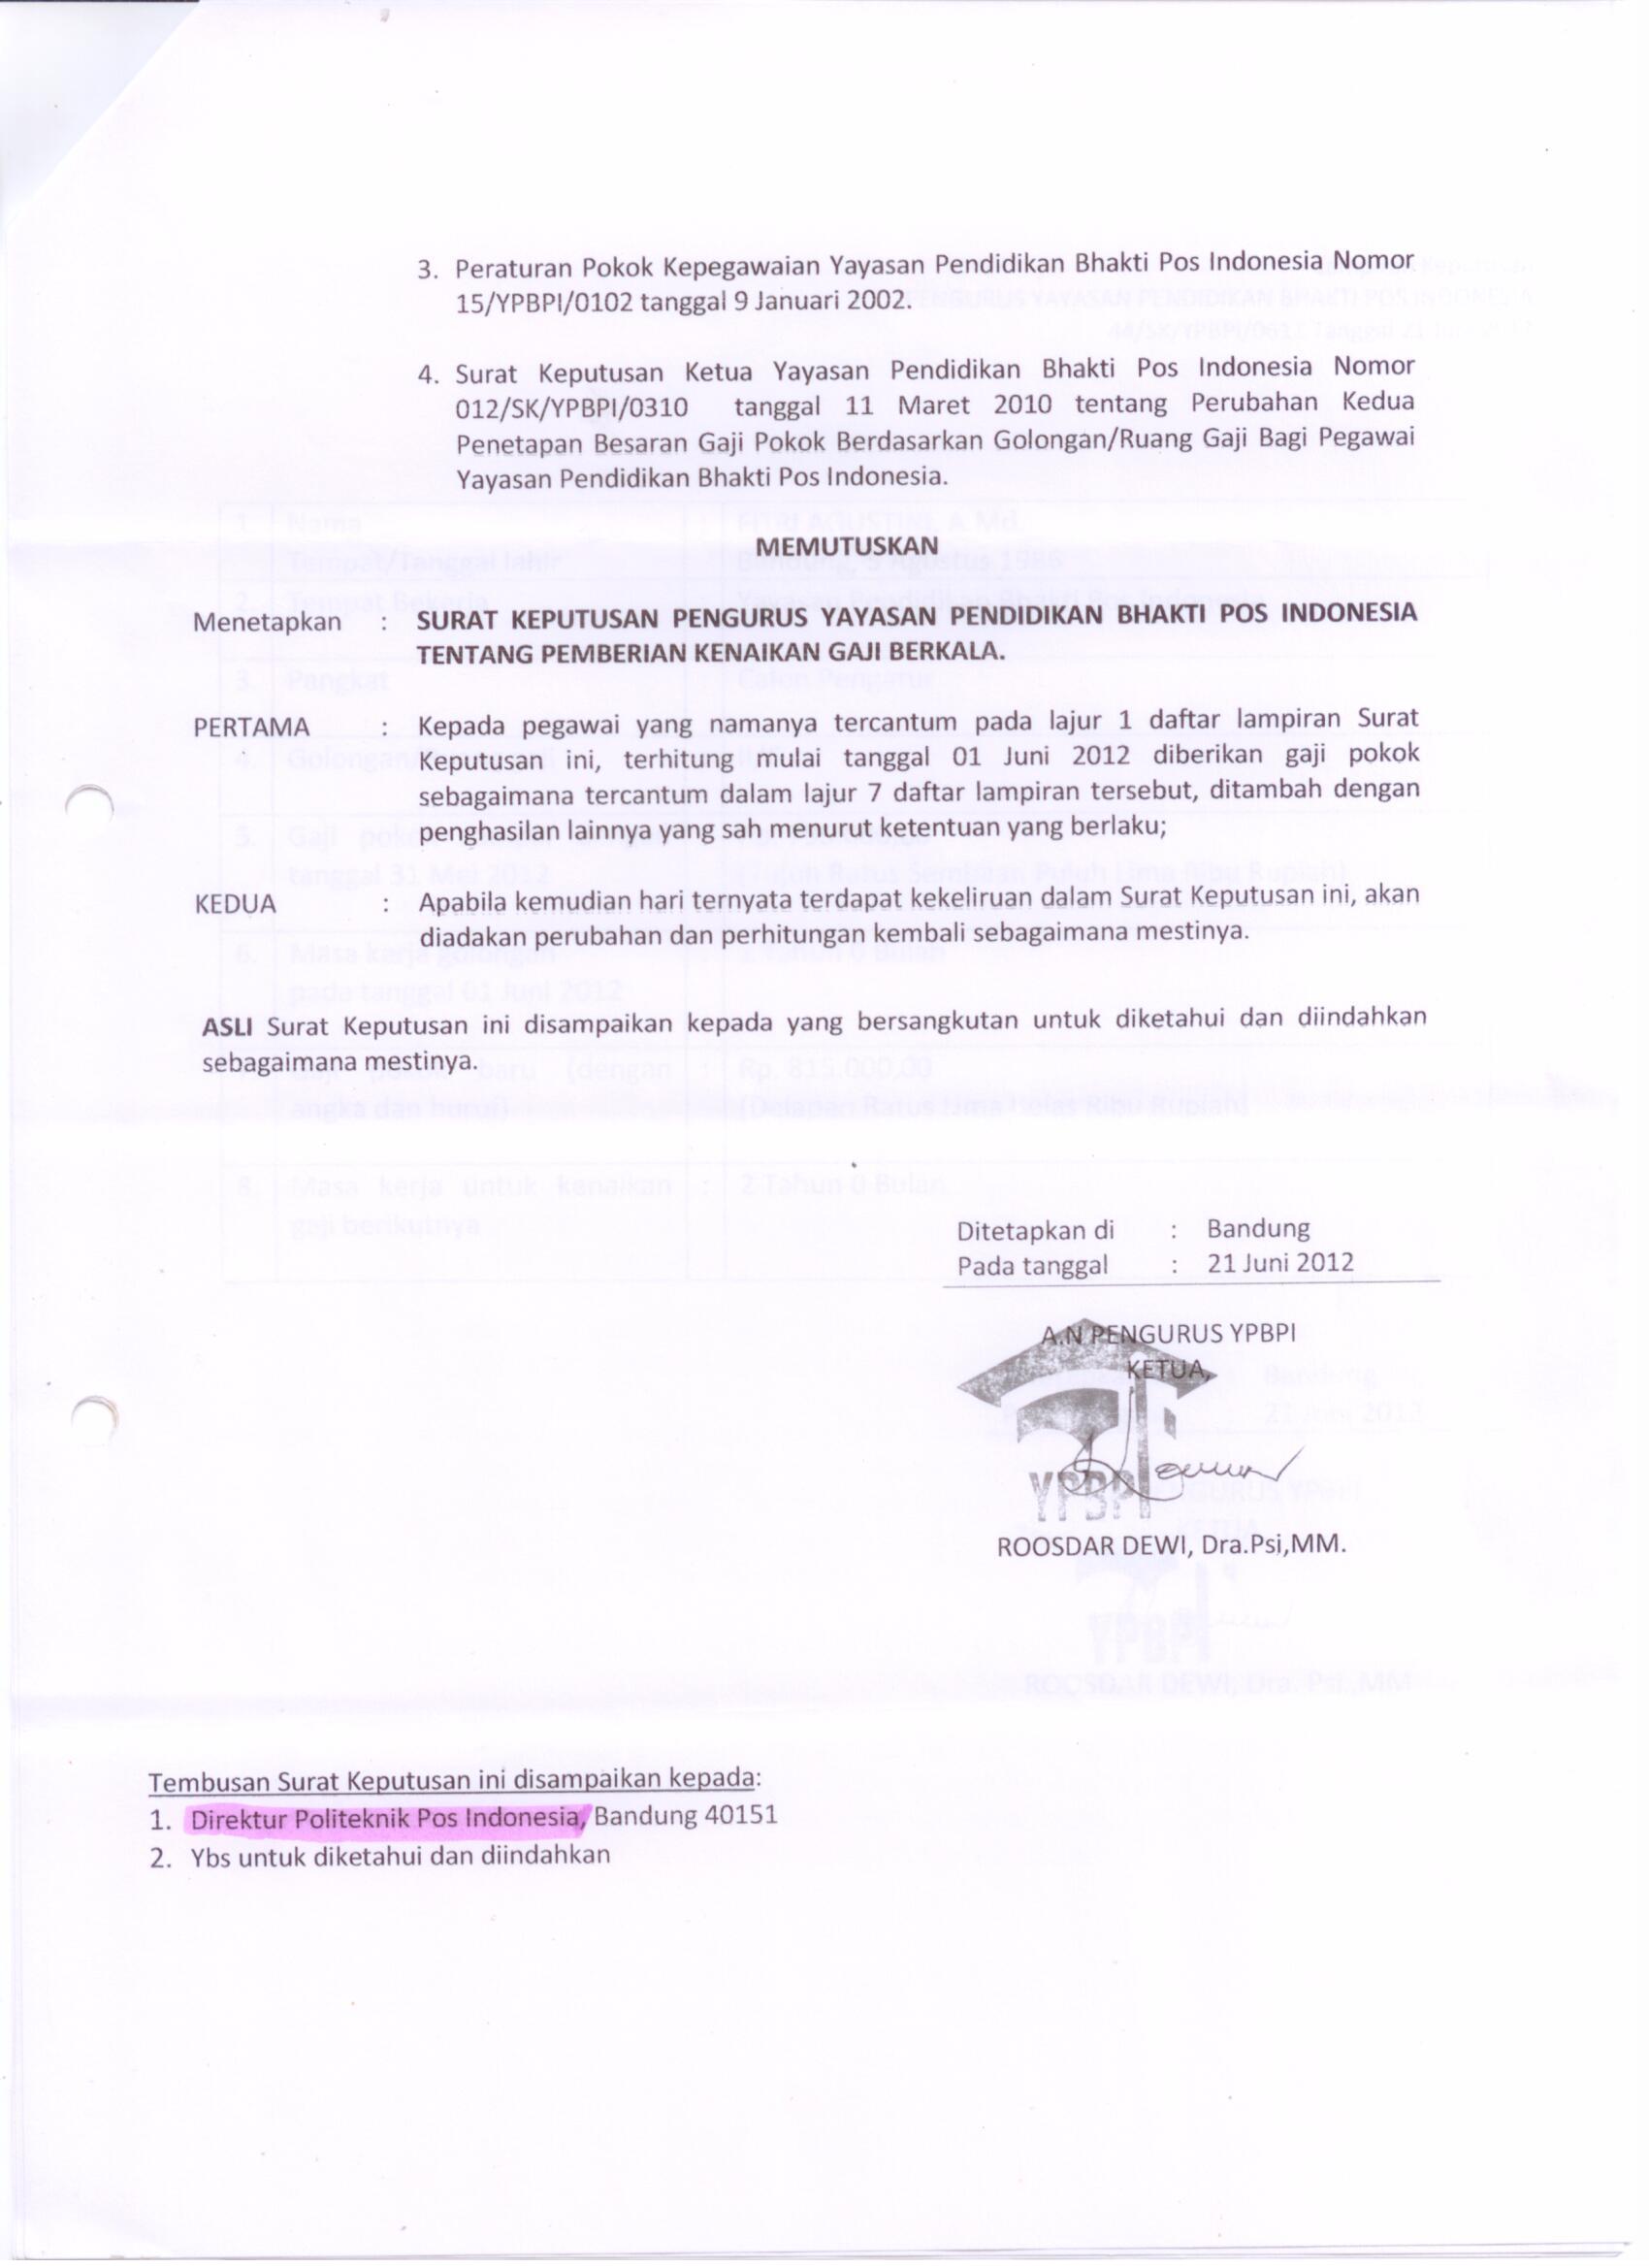 3. Peraturan Pokok Kepegawaian Yayasan Pendidikan Bhakti Pos Indonesia Nomor
15/YPBPI/0102 tanggal 9 Januari 2002.
4. Surat Keputusan Ketua Yayasan Pendidikan Bhakti Pos Indonesia Nomor
012/SK/YPBPI/0310 tanggal 11 Maret 2010 tentang Perubahan Kedua
Penetapan Besaran Gaji Pokok Berdasarkan Golongan/Ruang Gaji Bagi Pegawai
Yayasan Pendidikan Bhakti Pos Indonesia.
MEMUTUSKAN
Menetapkan : SURAT KEPUTUSAN PENGURUS YAYASAN PENDIDIKAN BHAKTI POS INDONESIA
TENTANG PEMBERIAN KENAIKAN GAJI BERKALA.
PERTAMA : Kepada pegawai yang namanya tercantum pada lajur 1 daftar lampiran Surat
Keputusan ini, terhitung mulai tanggal 01 Juni 2012 diberikan gaji pokok
sebagaimana tercantum dalam lajur 7 daftar lampiran tersebut, ditambah dengan
penghasilan lainnya yang sah menurut ketentuan yang berlaku;
KEDUA : Apabila kemudian hari ternyata terdapat kekeliruan dalam Surat Keputusan ini, akan
diadakan perubahan dan perhitungan kembali sebagaimana mestinya.
ASLI Surat Keputusan ini disampaikan kepada yang bersangkutan untuk diketahui dan diindahkan
sebagaimana mestinya.
Ditetapkan di : Bandung
Pada tanggal : 21 Juni 2012
A.N PENGURUS YPBPI
KETUA,
YPBPI
ROOSDAR DEWI, Dra.Psi,MM.
Tembusan Surat Keputusan ini disampaikan kepada:
1. Direktur Politeknik Pos Indonesia, Bandung 40151
2. Ybs untuk diketahui dan diindahkan